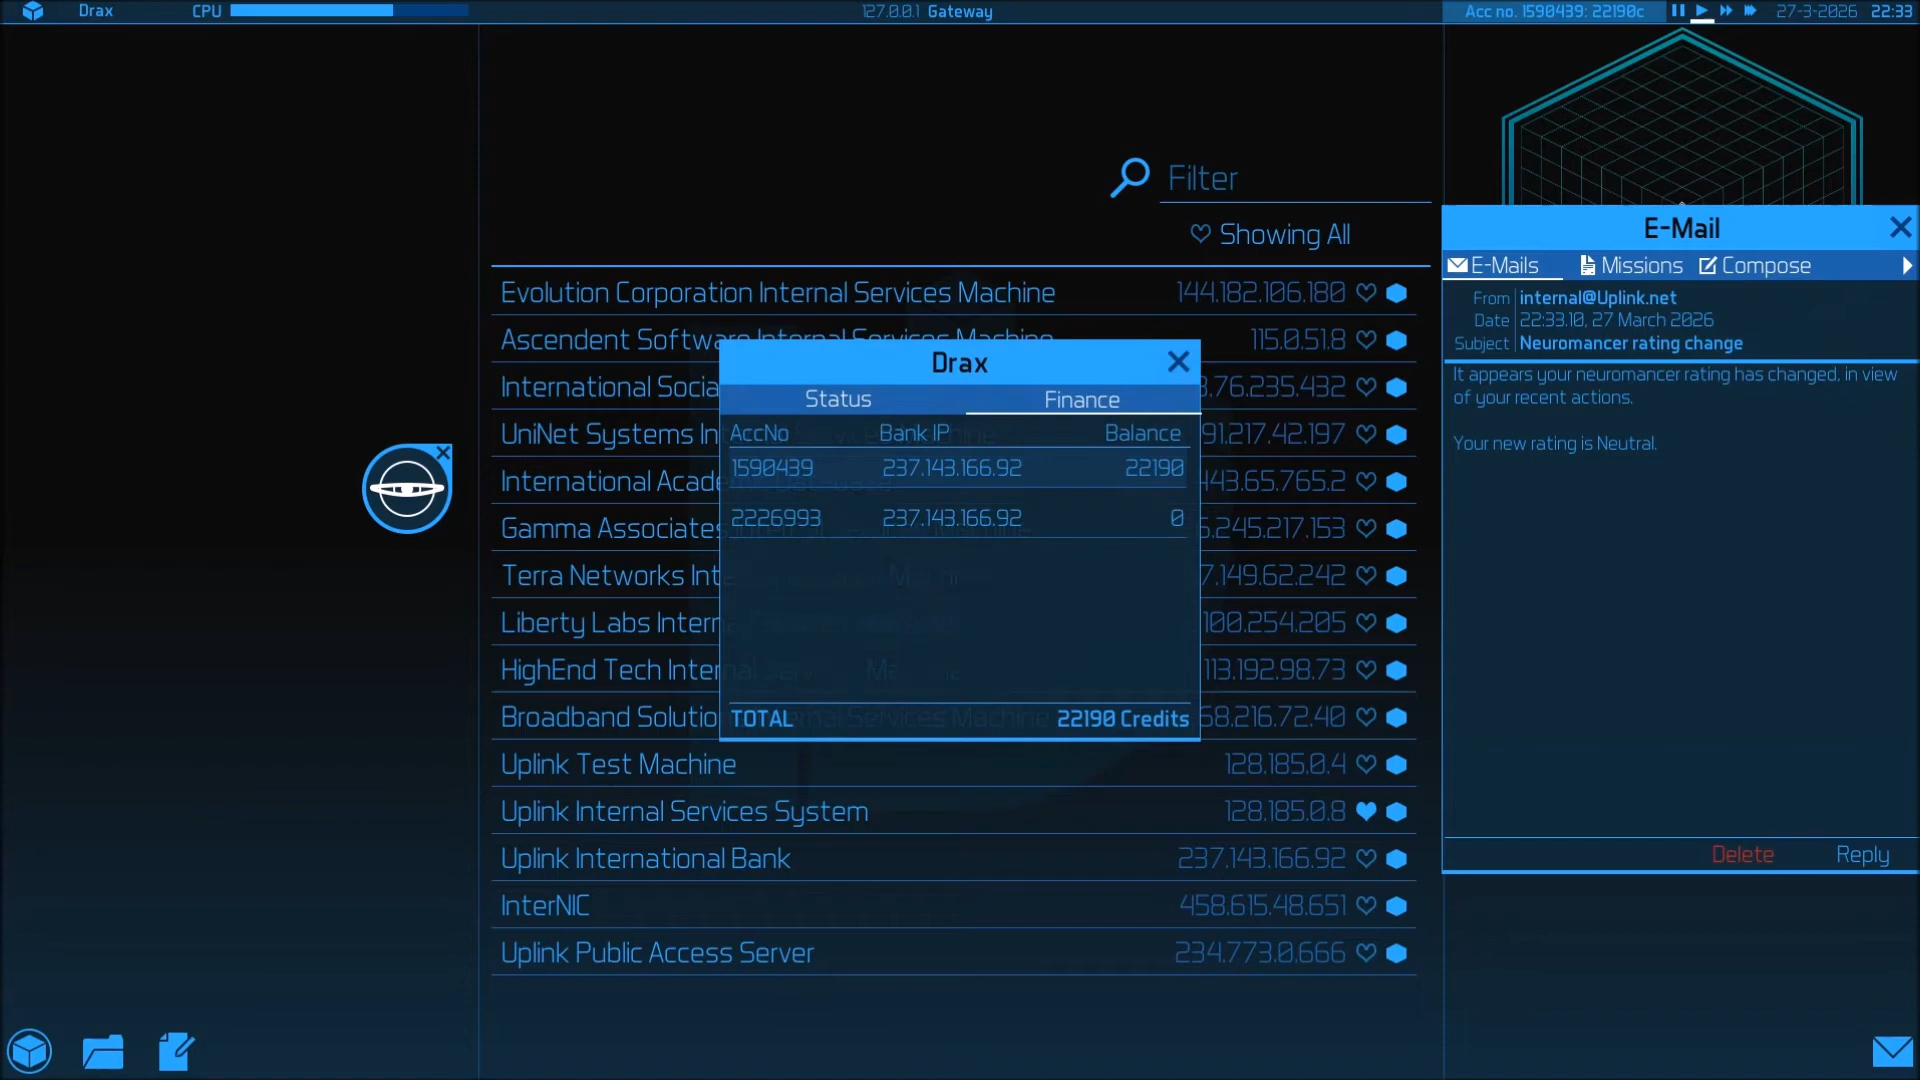 Drax
CPU
127.0.0.1 Gateway
Acc no. 1590439: 22190c
27-3-2026 22:33
Filter
Showing All
Evolution Corporation Internal Services Machine 144.182.106.180
Ascendent Software Internal Services Machine 115.0.51.8
International Socia .76.235.432
UniNet Systems In 91.217.42.197
International Acade 443.65.765.2
Gamma Associates .245.217.153
Terra Networks Int 7.149.62.242
Liberty Labs Intern 100.254.205
HighEnd Tech Inter 113.192.98.73
Broadband Solutio 68.216.72.40
Uplink Test Machine 128.185.0.4
Uplink Internal Services System 128.185.0.8
Uplink International Bank 237.143.166.92
InterNIC 458.615.48.651
Uplink Public Access Server 234.773.0.666
Drax
Status Finance
AccNo Bank IP Balance
1590439 237.143.166.92 22190
2226993 237.143.166.92 0
TOTAL 22190 Credits
E-Mail
E-Mails Missions Compose
From internal@Uplink.net
Date 22:33.10, 27 March 2026
Subject Neuromancer rating change
It appears your neuromancer rating has changed, in view
of your recent actions.
Your new rating is Neutral.
Delete Reply